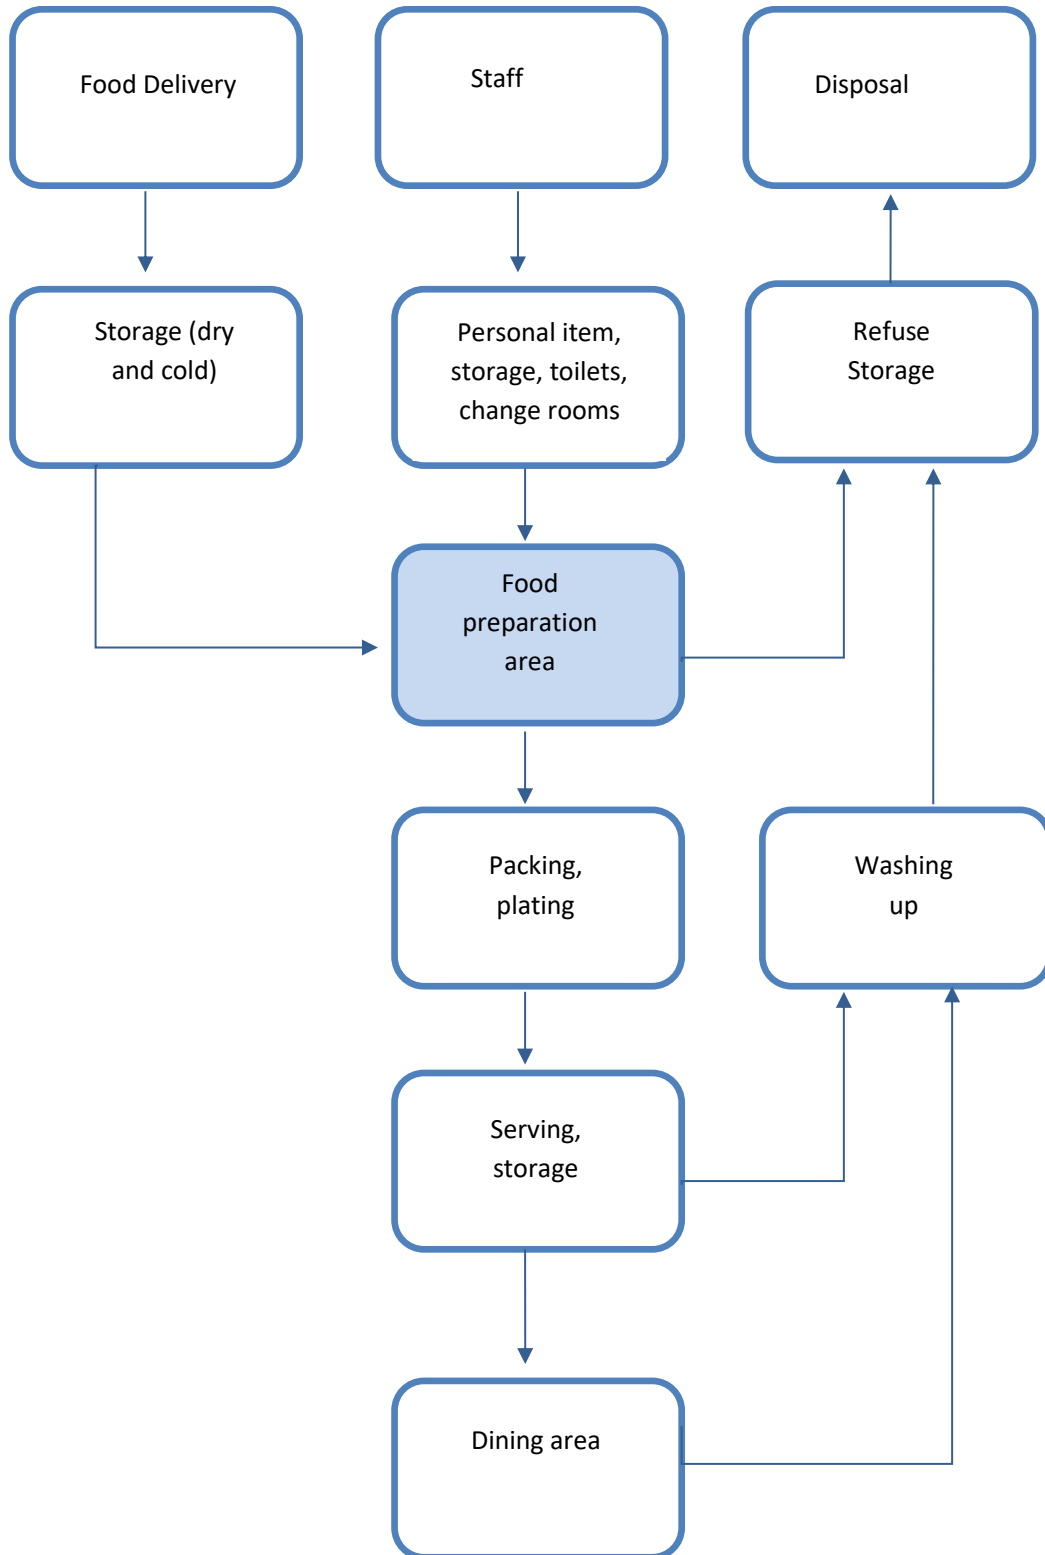 Food Delivery
Staff
Disposal
Storage (dry
and cold)
Personal item,
storage, toilets,
change rooms
Refuse
Storage
Food
preparation
area
Packing,
plating
Washing
up
Serving,
storage
Dining area